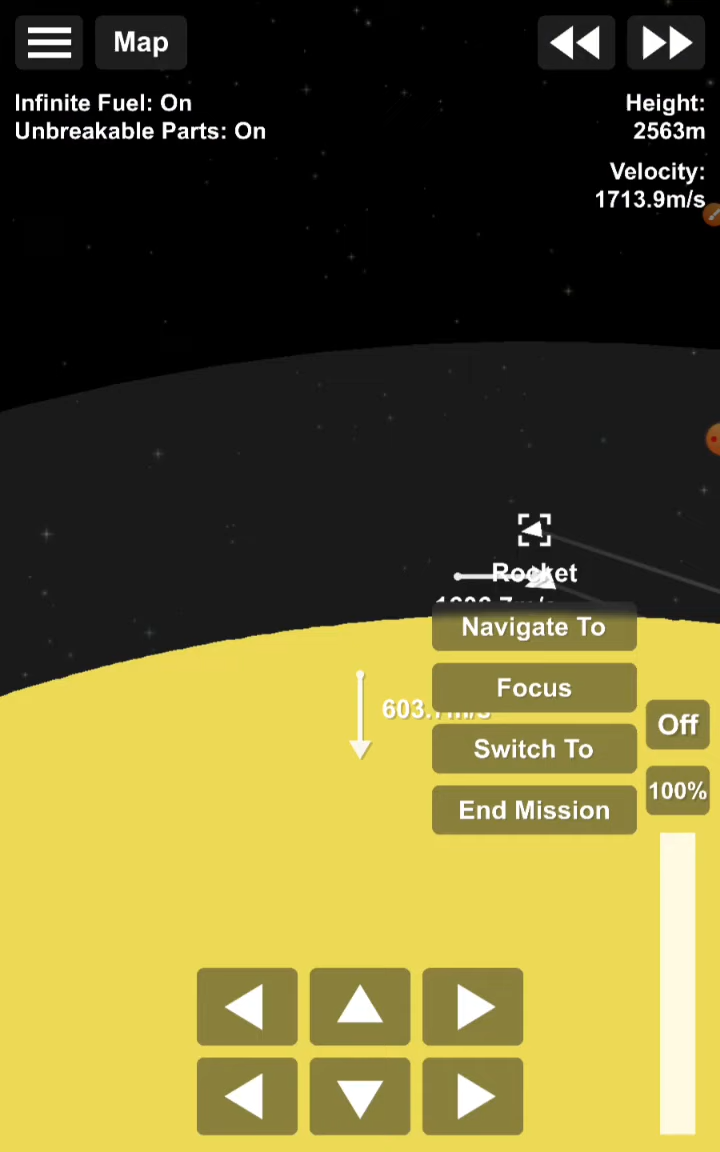 Map
Infinite Fuel: On
Unbreakable Parts: On
Height:
2563m
Velocity:
1713.9m/s
Rocket
Navigate To
Focus
Switch To
End Mission
Off
100%